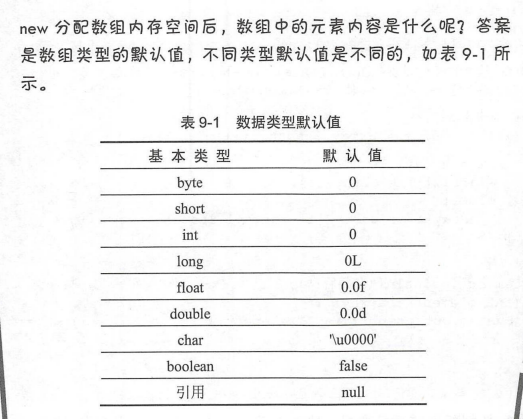 new 分配数组内存空间后，数组中的元素内容是什么呢？答案
是数组类型的默认值，不同类型默认值是不同的，如表 9-1 所
示。
表 9-1 数据类型默认值
基 本 类 型 默 认 值
byte 0
short 0
int 0
long 0L
float 0.0f
double 0.0d
char '\u0000'
boolean false
引用 null